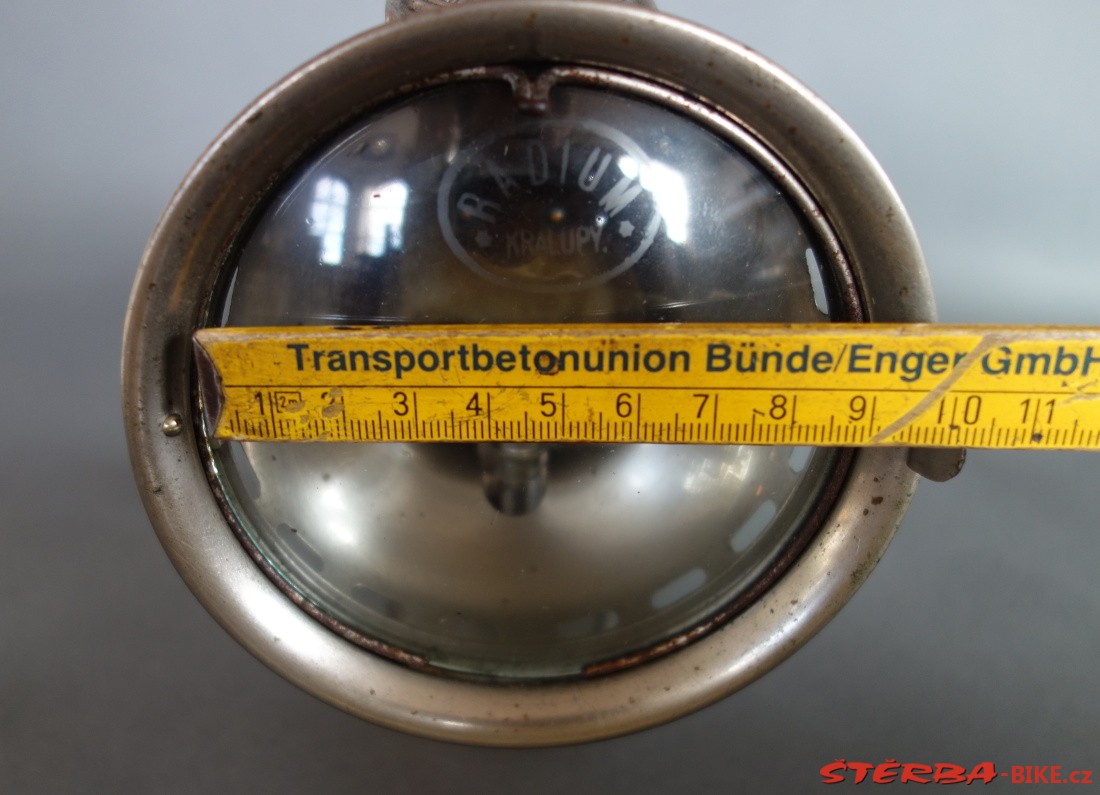 RADIUM
KRALUPY.
Transportbetonunion Bünde/Enger GmbH
1 2m 2 3 4 5 6 7 8 9 10 11
ŠTĚRBA-BIKE.cz